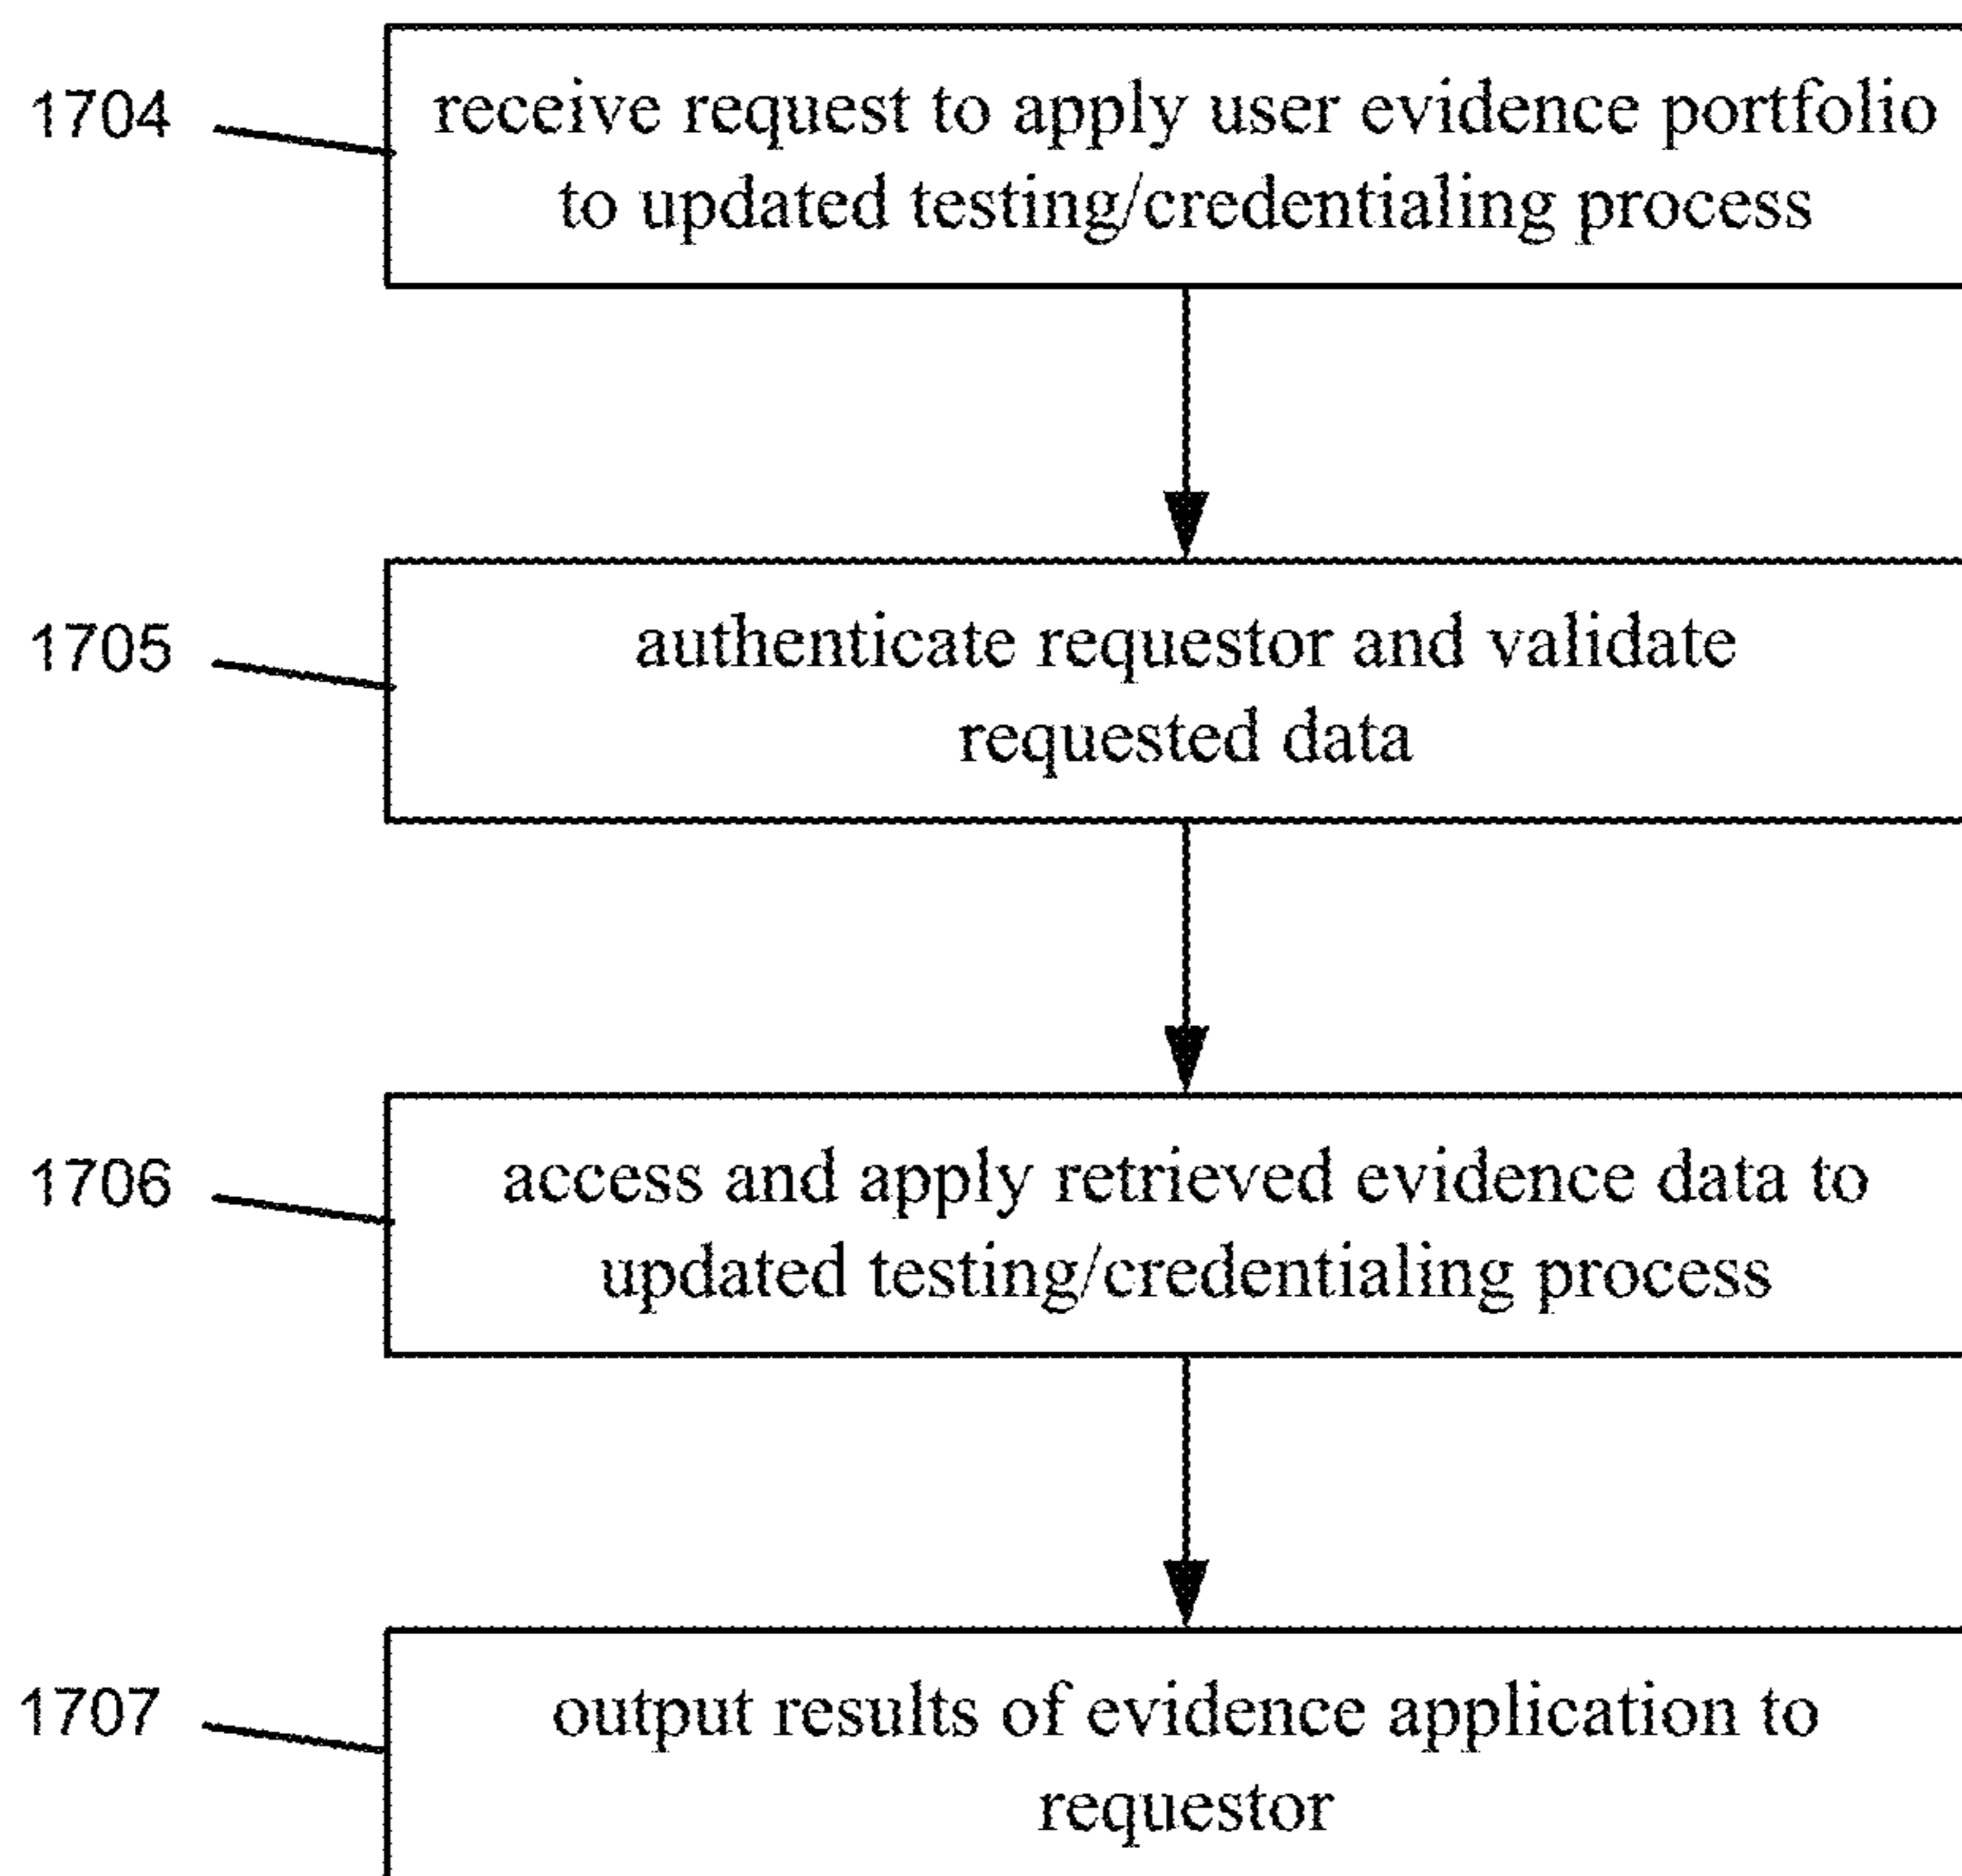 1704
receive request to apply user evidence portfolio
to updated testing/credentialing process
1705
authenticate requestor and validate
requested data
1706
access and apply retrieved evidence data to
updated testing/credentialing process
1707
output results of evidence application to
requestor